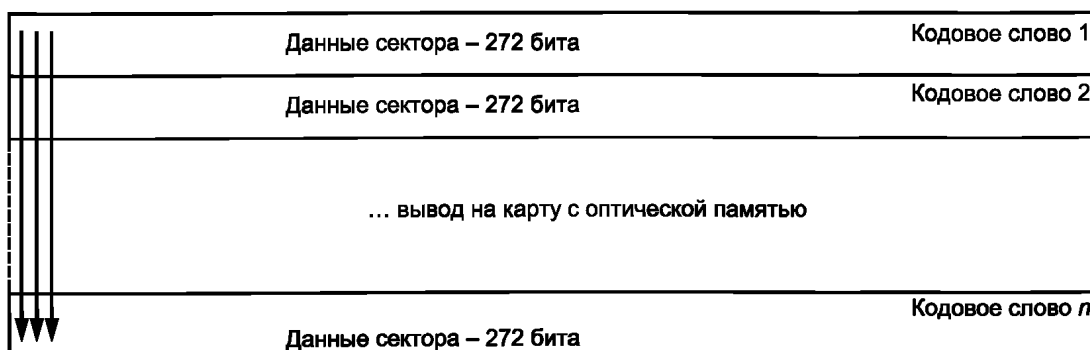 Данные сектора – 272 бита Кодовое слово 1
Данные сектора – 272 бита Кодовое слово 2
... вывод на карту с оптической памятью
Кодовое слово n
Данные сектора – 272 бита